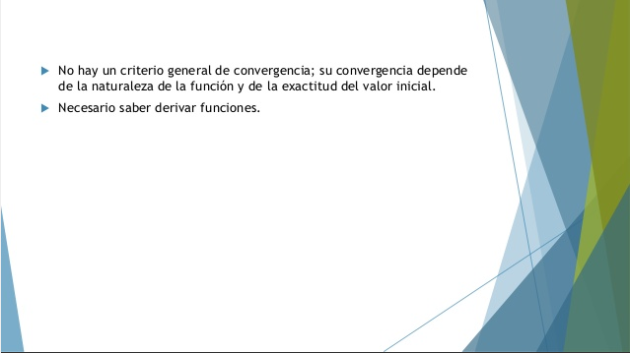 No hay un criterio general de convergencia; su convergencia depende
de la naturaleza de la función y de la exactitud del valor inicial.
Necesario saber derivar funciones.